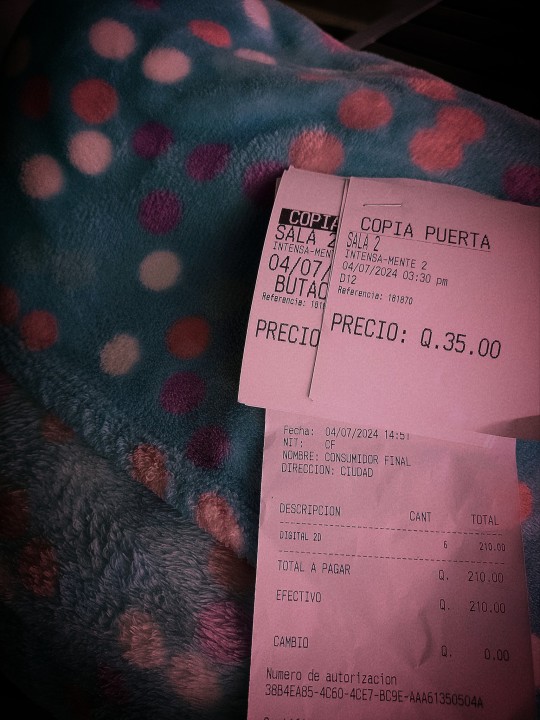 COPIA
SALA 2
INTENSA-MENTE 2
04/07/
BUTAC
Referencia:
PRECIO
COPIA PUERTA
SALA 2
INTENSA-MENTE 2
04/07/2024 03:30 pm
D12
Referencia: 181870
PRECIO: Q.35.00
Fecha: 04/07/2024 14:51
NIT: CF
NOMBRE: CONSUMIDOR FINAL
DIRECCION: CIUDAD
DESCRIPCION CANT TOTAL
DIGITAL 2D 6 210.00
TOTAL A PAGAR Q. 210.00
EFECTIVO Q. 210.00
CAMBIO Q. 0.00
Numero de autorizacion
38B4EA85-4C60-4CE7-BC9E-AAA61350504A